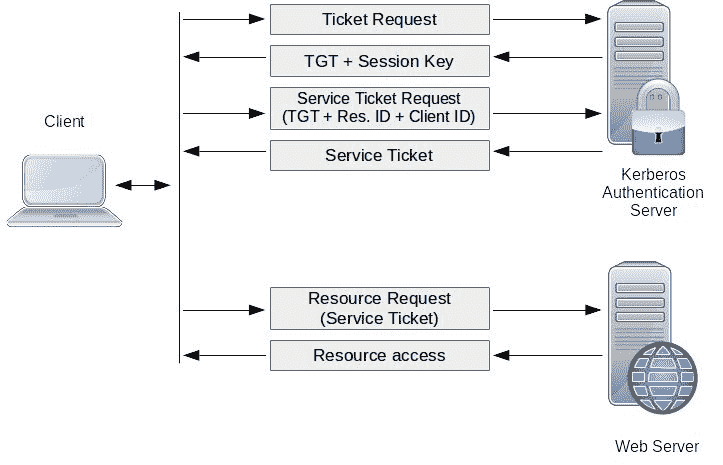 Ticket Request
TGT + Session Key
Service Ticket Request
(TGT + Res. ID + Client ID)
Service Ticket
Client
Kerberos
Authentication
Server
Resource Request
(Service Ticket)
Resource access
Web Server